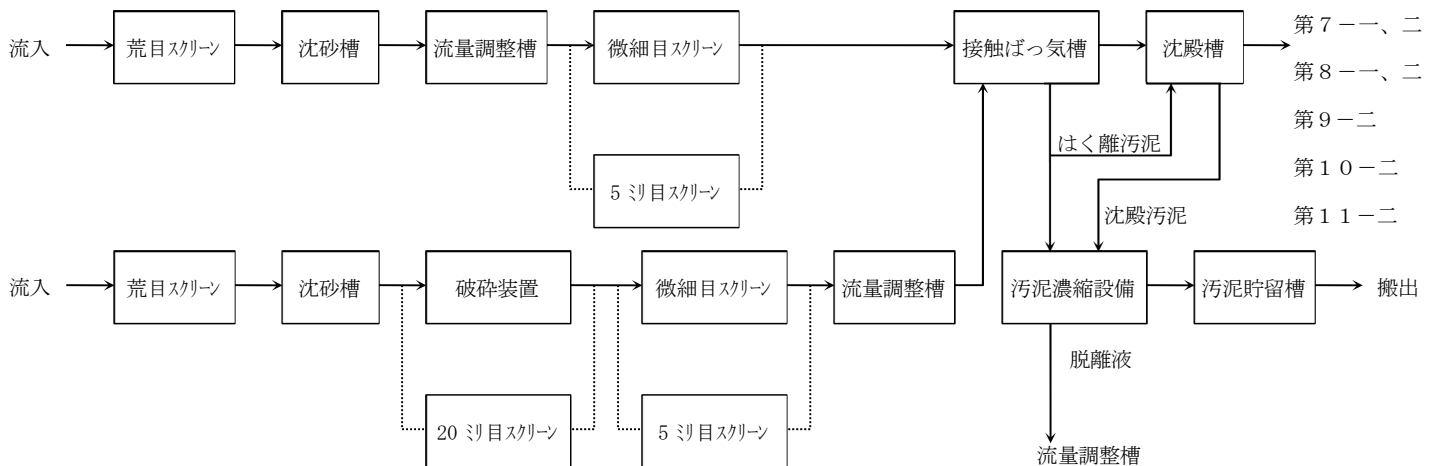 流入
荒目スクリーン
沈砂槽
流量調整槽
微細目スクリーン
接触ばっ気槽
沈殿槽
第7－一、二
第8－一、二
第9－二
第10－二
第11－二
5 ミリ目スクリーン
はく離汚泥
沈殿汚泥
流入
荒目スクリーン
沈砂槽
破砕装置
微細目スクリーン
流量調整槽
汚泥濃縮設備
汚泥貯留槽
搬出
20 ミリ目スクリーン
5 ミリ目スクリーン
脱離液
流量調整槽